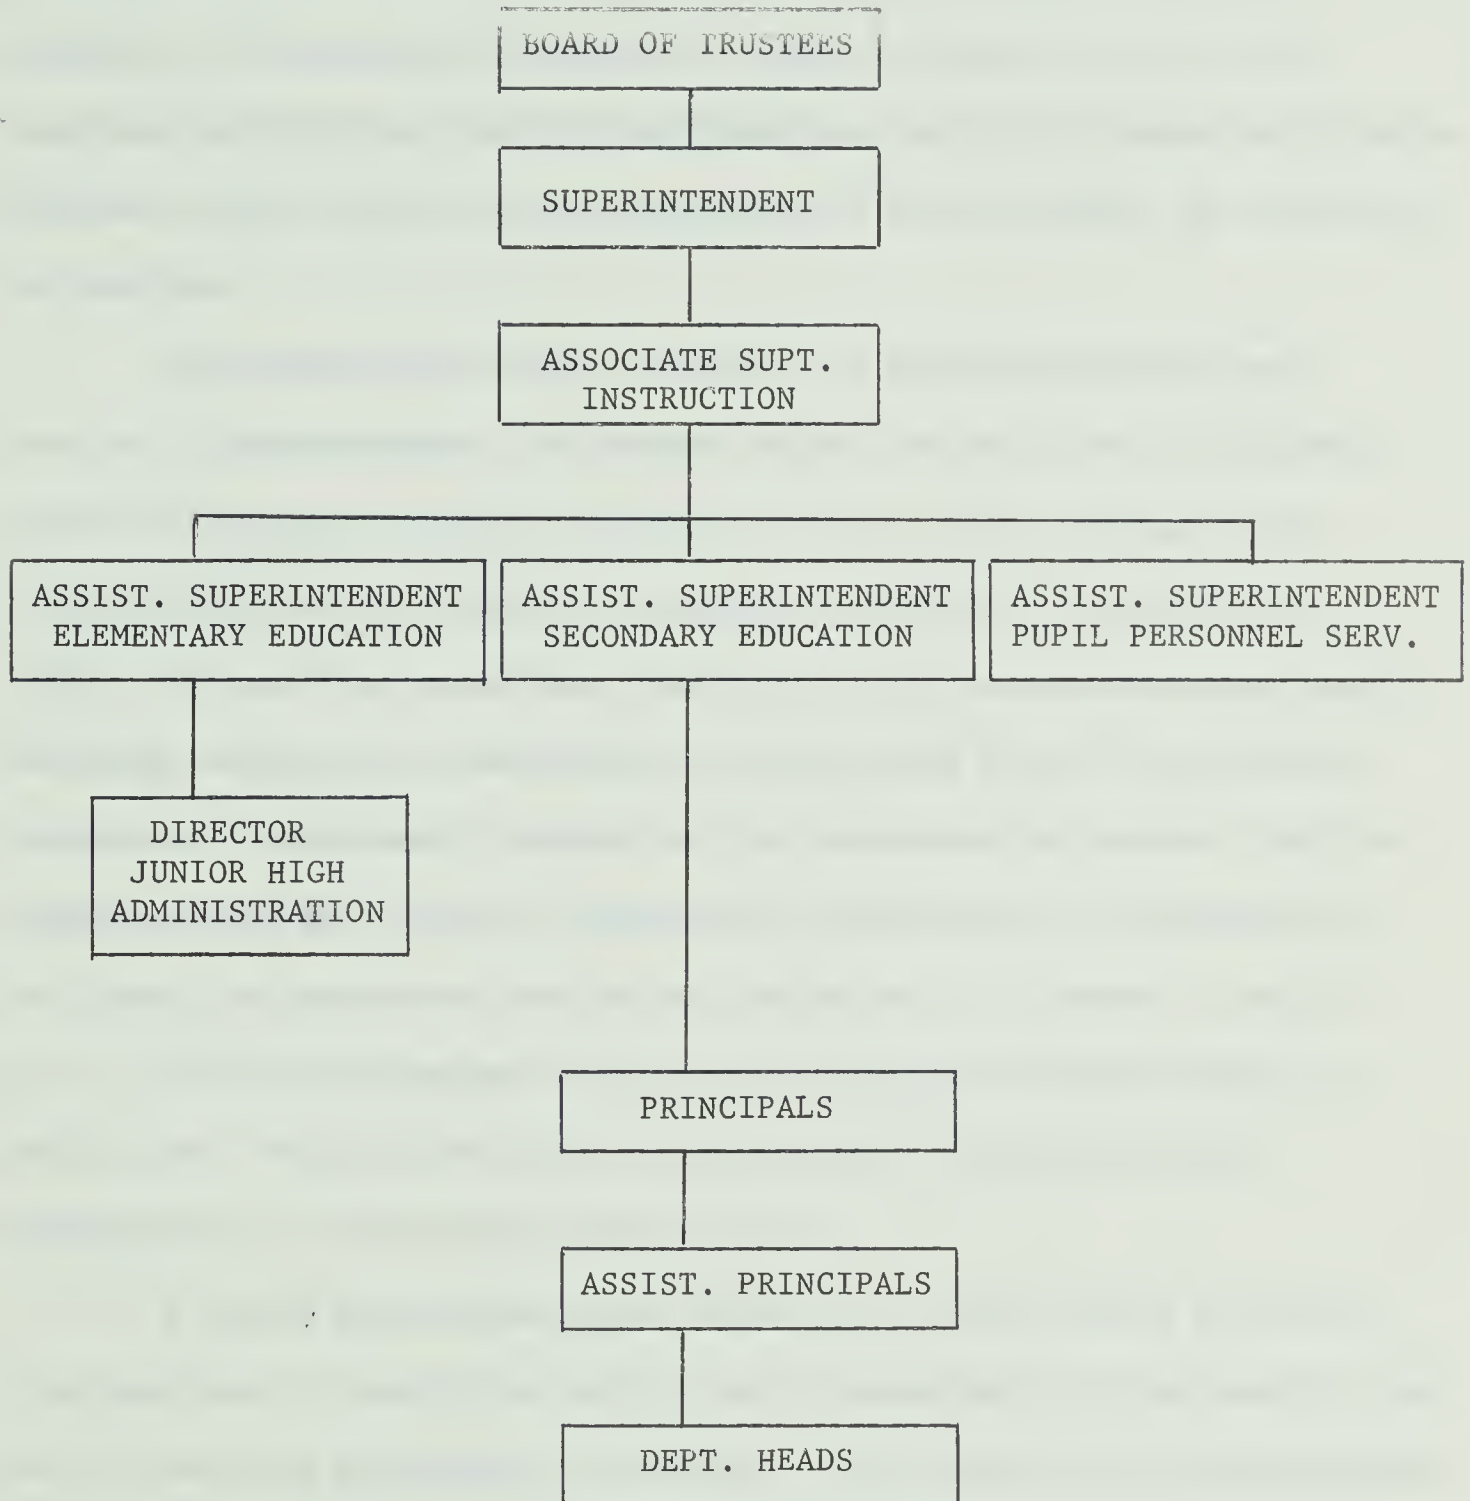 BOARD OF TRUSTEES
SUPERINTENDENT
ASSOCIATE SUPT.
INSTRUCTION
ASSIST. SUPERINTENDENT
ELEMENTARY EDUCATION
ASSIST. SUPERINTENDENT
SECONDARY EDUCATION
ASSIST. SUPERINTENDENT
PUPIL PERSONNEL SERV.
DIRECTOR
JUNIOR HIGH
ADMINISTRATION
PRINCIPALS
ASSIST. PRINCIPALS
DEPT. HEADS